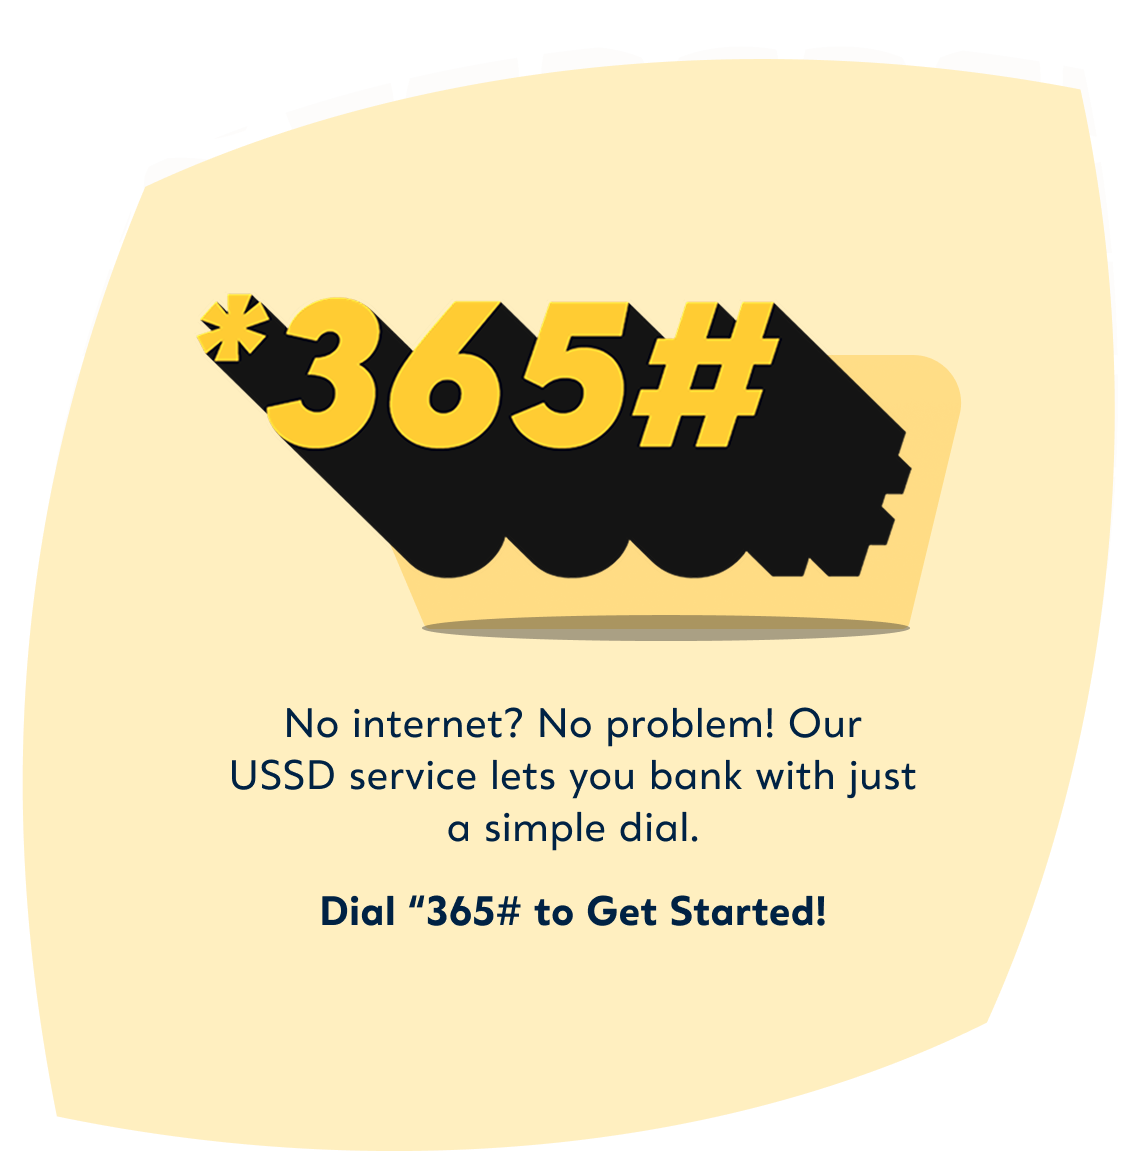 *365#
No internet? No problem! Our
USSD service lets you bank with just
a simple dial.
Dial “365# to Get Started!